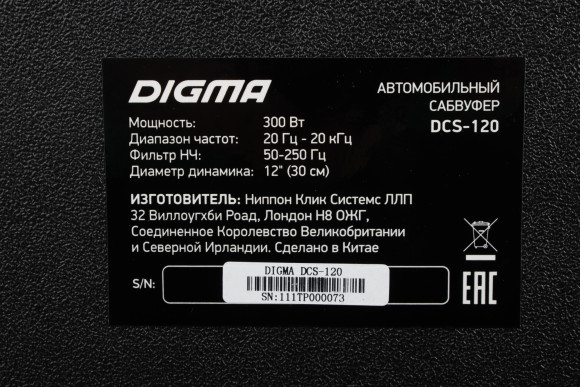 DIGMA
АВТОМОБИЛЬНЫЙ
САБВУФЕР
DCS-120
Мощность: 300 Вт
Диапазон частот: 20 Гц - 20 кГц
Фильтр НЧ: 50-250 Гц
Диаметр динамика: 12" (30 см)
ИЗГОТОВИТЕЛЬ: Ниппон Клик Системс ЛЛП
32 Виллоугхби Роад, Лондон Н8 ОЖГ,
Соединенное Королевство Великобритании
и Северной Ирландии. Сделано в Китае
S/N:
DIGMA DCS-120
SN:111TP000073
EAC